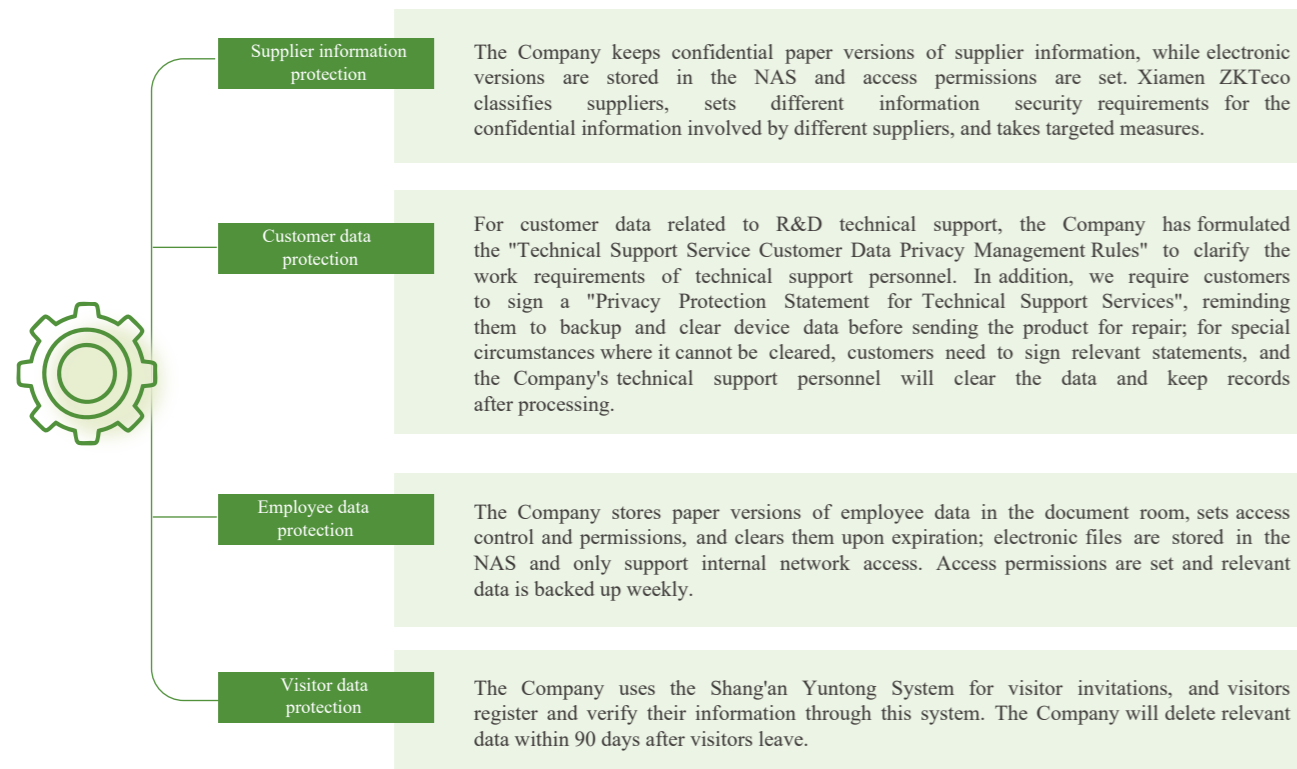 Supplier information
protection
The Company keeps confidential paper versions of supplier information, while electronic
versions are stored in the NAS and access permissions are set. Xiamen ZKTeco
classifies suppliers, sets different information security requirements for the
confidential information involved by different suppliers, and takes targeted measures.
Customer data
protection
For customer data related to R&D technical support, the Company has formulated
the "Technical Support Service Customer Data Privacy Management Rules" to clarify the
work requirements of technical support personnel. In addition, we require customers
to sign a "Privacy Protection Statement for Technical Support Services", reminding
them to backup and clear device data before sending the product for repair; for special
circumstances where it cannot be cleared, customers need to sign relevant statements, and
the Company's technical support personnel will clear the data and keep records
after processing.
Employee data
protection
The Company stores paper versions of employee data in the document room, sets access
control and permissions, and clears them upon expiration; electronic files are stored in the
NAS and only support internal network access. Access permissions are set and relevant
data is backed up weekly.
Visitor data
protection
The Company uses the Shang'an Yuntong System for visitor invitations, and visitors
register and verify their information through this system. The Company will delete relevant
data within 90 days after visitors leave.